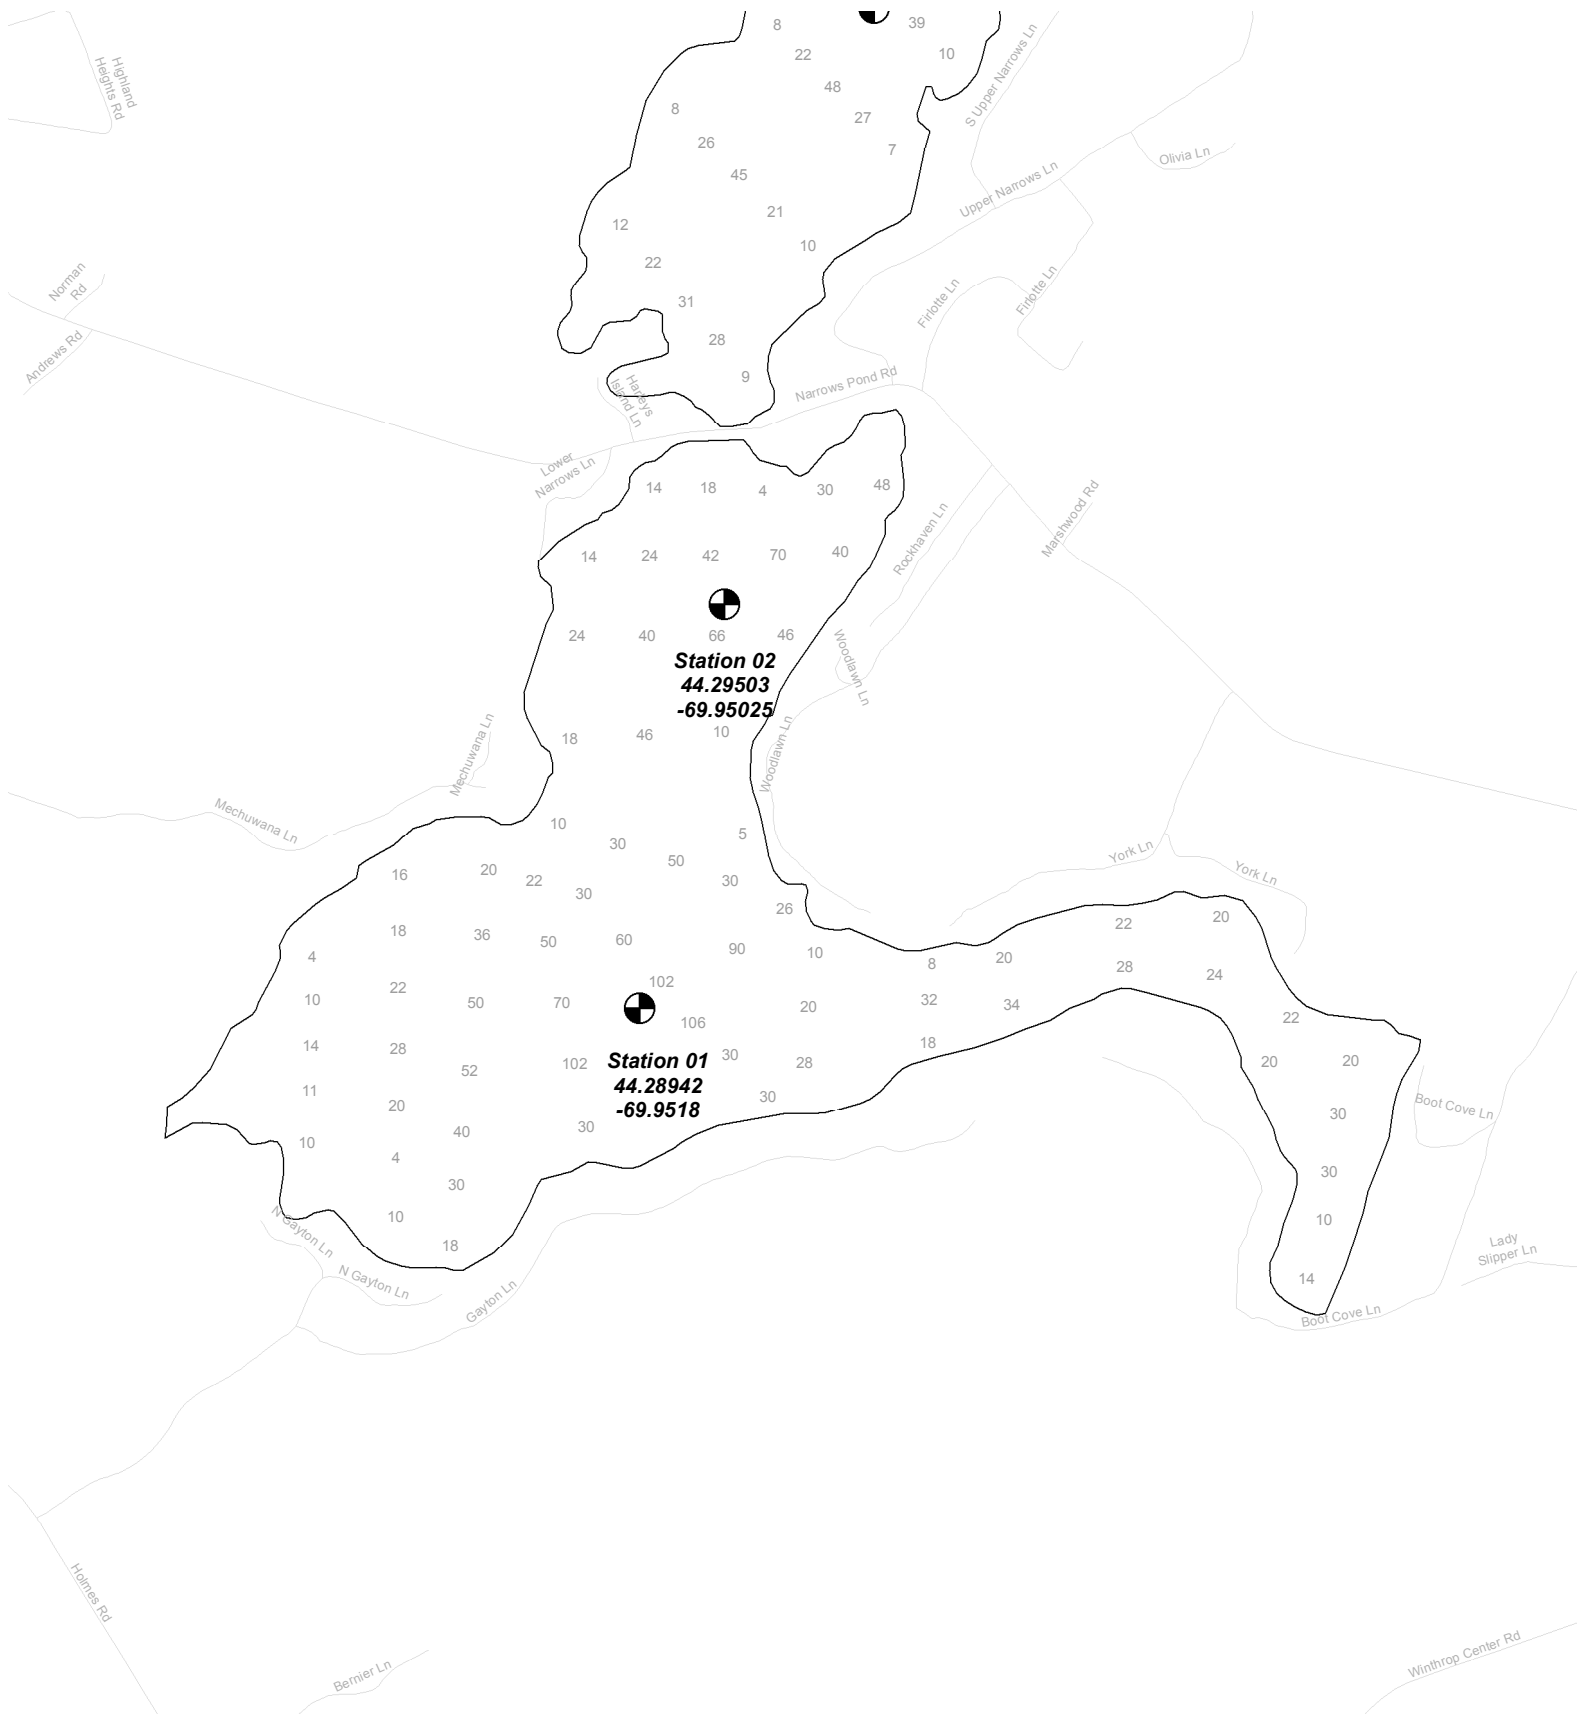 8
39
22
10
Highland
Heights Rd
S Upper Narrows Ln
48
8
27
26
7
Olivia Ln
45
Upper Narrows Ln
21
12
10
22
Norman
Rd
Firlotte Ln
Firlotte Ln
31
28
Andrews Rd
9
Narrows Pond Rd
Harleys
Island Ln
Lower
Narrows Ln
14
18
4
30
48
Rockhaven Ln
Marshwood Rd
14
24
42
70
40
24
40
66
46
Station 02
44.29503
-69.95025
Woodlawn Ln
18
46
10
Woodlawn Ln
Mechuwana Ln
Mechuwana Ln
10
30
5
50
York Ln
York Ln
16
20
22
30
30
26
22
20
18
36
50
60
90
10
4
8
20
28
24
22
102
10
50
70
106
20
32
34
22
14
28
Station 01
44.28942
-69.9518
18
30
28
20
20
52
102
11
20
30
30
Boot Cove Ln
10
40
30
4
30
30
10
10
N Gayton Ln
18
Lady
Slipper Ln
N Gayton Ln
14
Gayton Ln
Boot Cove Ln
Holmes Rd
Bernier Ln
Winthrop Center Rd